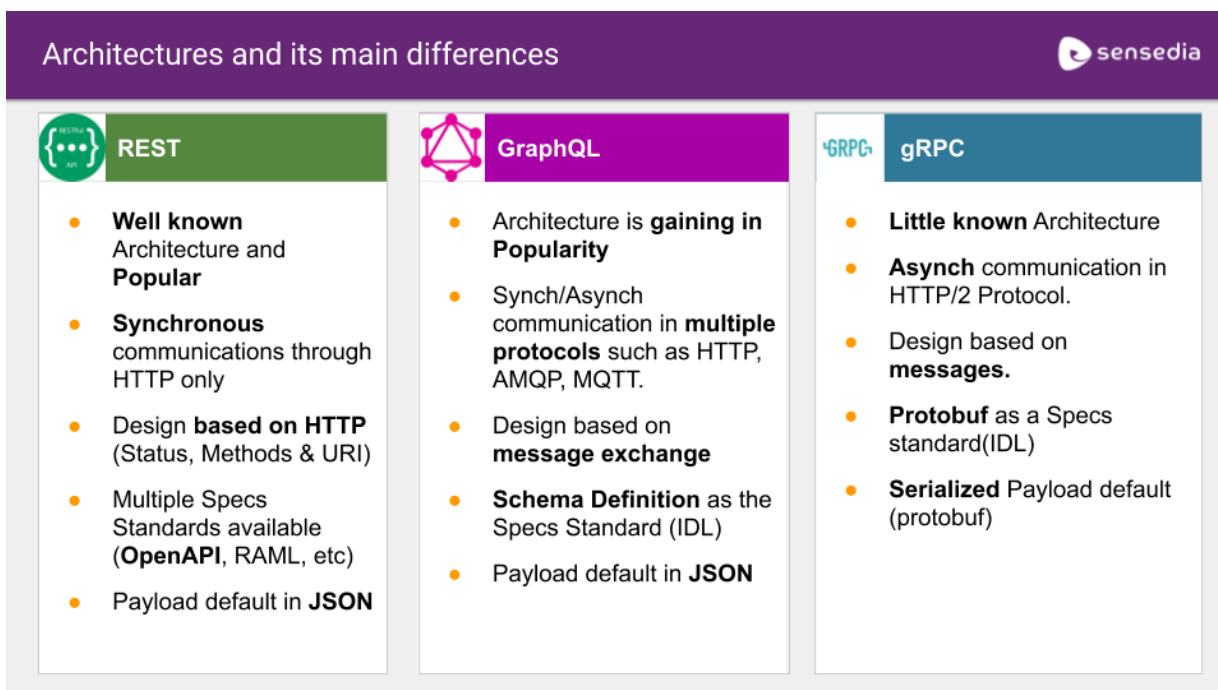 Architectures and its main differences
sensedia
RESTful
{•••}
API
REST
● Well known
Architecture and
Popular
● Synchronous
communications through
HTTP only
● Design based on HTTP
(Status, Methods & URI)
● Multiple Specs
Standards available
(OpenAPI, RAML, etc)
● Payload default in JSON
GraphQL
● Architecture is gaining in
Popularity
● Synch/Asynch
communication in multiple
protocols such as HTTP,
AMQP, MQTT.
● Design based on
message exchange
● Schema Definition as the
Specs Standard (IDL)
● Payload default in JSON
GRPC
gRPC
● Little known Architecture
● Asynch communication in
HTTP/2 Protocol.
● Design based on
messages.
● Protobuf as a Specs
standard(IDL)
● Serialized Payload default
(protobuf)